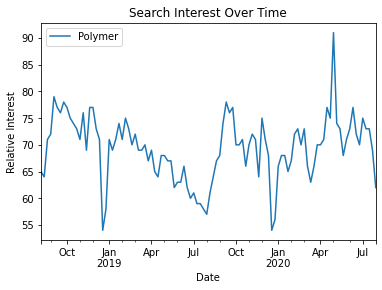 Search Interest Over Time
Polymer
Relative Interest
90
85
80
75
70
65
60
55
Oct Jan Apr Jul Oct Jan Apr Jul
2019 2020
Date